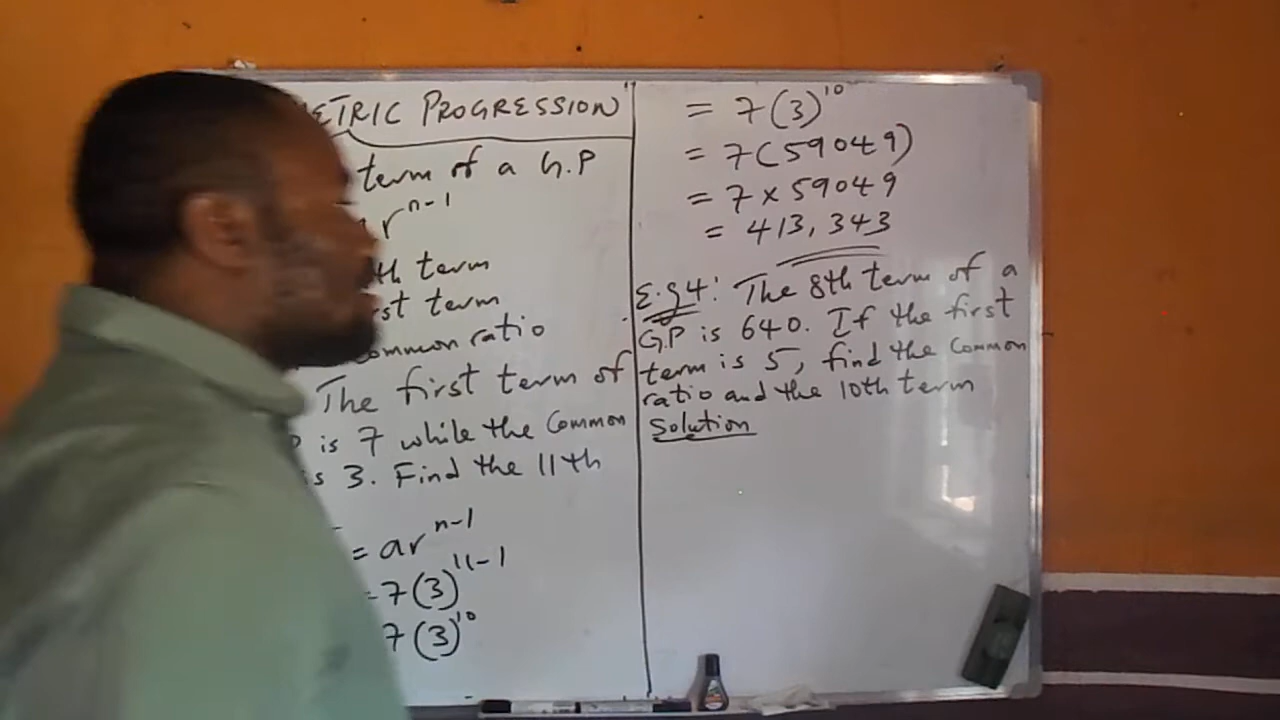 ETRIC PROGRESSION
term of a G.P
r^n-1
th term
st term
common ratio
The first term of
P is 7 while the Common
is 3. Find the 11th
= ar^n-1
= 7(3)^11-1
7(3)^10
= 7(3)^10
= 7(59049)
= 7 x 59049
= 413,343
E.g 4: The 8th term of a
G.P is 640. If the first
term is 5, find the Common
ratio and the 10th term
Solution